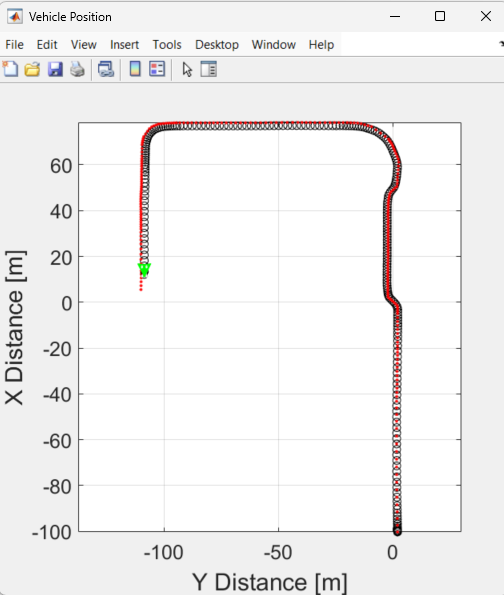 Vehicle Position
File Edit View Insert Tools Desktop Window Help
60
40
20
0
-20
-40
-60
-80
-100
X Distance [m]
-100 -50 0
Y Distance [m]